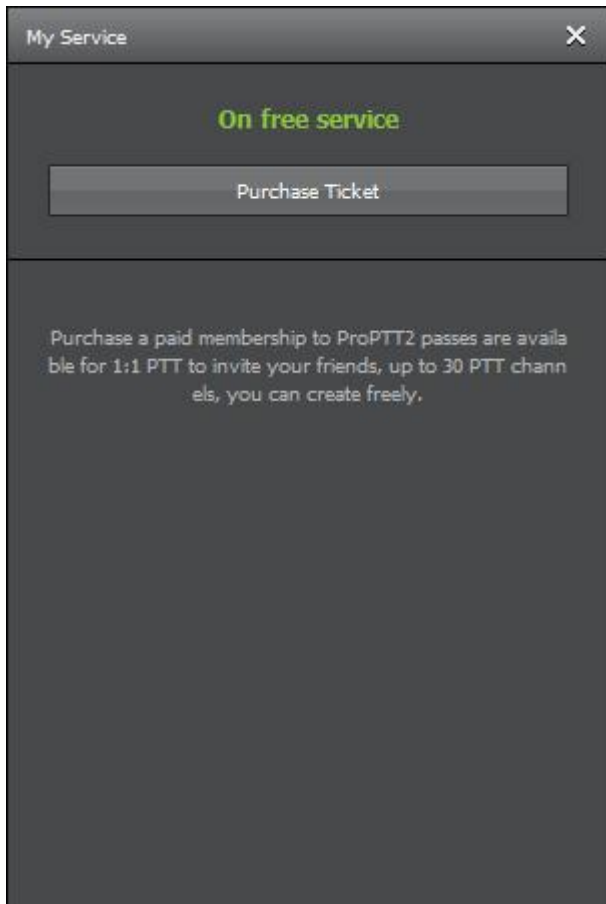 My Service
On free service
Purchase Ticket
Purchase a paid membership to ProPTT2 passes are availa
ble for 1:1 PTT to invite your friends, up to 30 PTT chann
els, you can create freely.